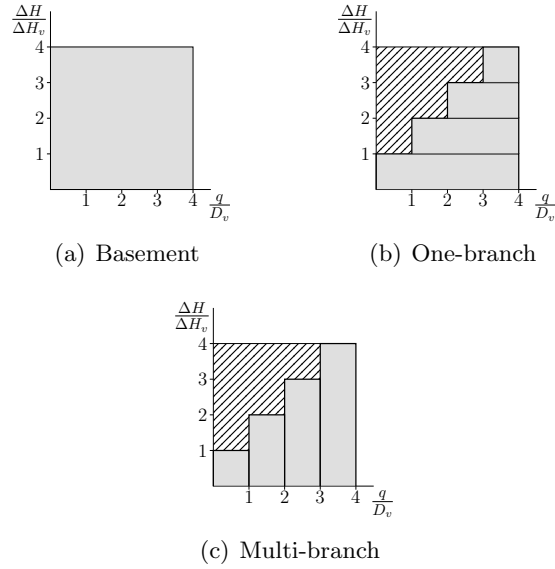 ΔH/ΔH_v
4
3
2
1
1 2 3 4 q/D_v
(a) Basement
ΔH/ΔH_v
4
3
2
1
1 2 3 4 q/D_v
(b) One-branch
ΔH/ΔH_v
4
3
2
1
1 2 3 4 q/D_v
(c) Multi-branch